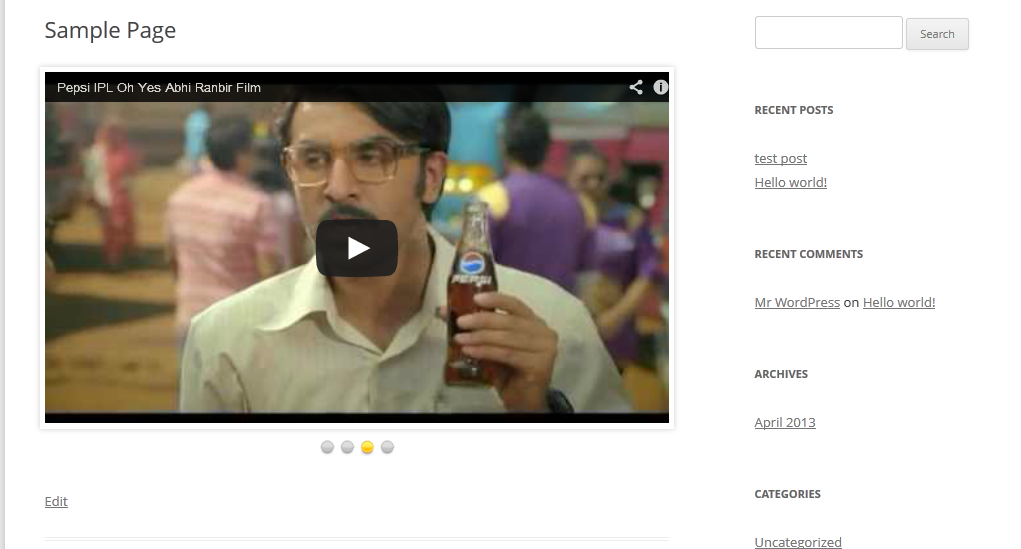 Sample Page
Pepsi IPL Oh Yes Abhi Ranbir Film
PEPSI
Edit
Search
RECENT POSTS
test post
Hello world!
RECENT COMMENTS
Mr WordPress on Hello world!
ARCHIVES
April 2013
CATEGORIES
Uncategorized